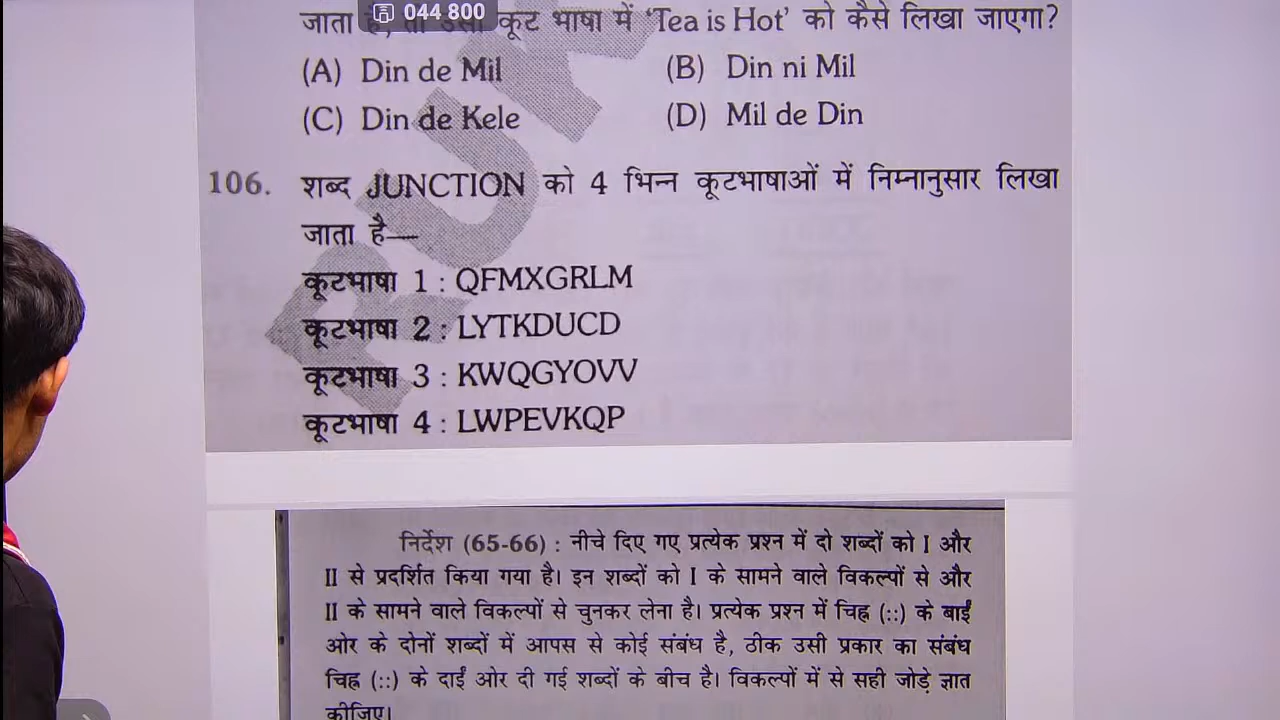 044 800
जाता कूट भाषा में ‘Tea is Hot’ को कैसे लिखा जाएगा?
(A) Din de Mil (B) Din ni Mil
(C) Din de Kele (D) Mil de Din
106. शब्द JUNCTION को 4 भिन्न कूटभाषाओं में निम्नानुसार लिखा
जाता है—
कूटभाषा 1 : QFMXGRLM
कूटभाषा 2 : LYTKDUCD
कूटभाषा 3 : KWQGYOVV
कूटभाषा 4 : LWPEVKQP
निर्देश (65-66) : नीचे दिए गए प्रत्येक प्रश्न में दो शब्दों को I और
II से प्रदर्शित किया गया है। इन शब्दों को I के सामने वाले विकल्पों से और
II के सामने वाले विकल्पों से चुनकर लेना है। प्रत्येक प्रश्न में चिह्न (::) के बाईं
ओर के दोनों शब्दों में आपस से कोई संबंध है, ठीक उसी प्रकार का संबंध
चिह्न (::) के दाईं ओर दी गई शब्दों के बीच है। विकल्पों में से सही जोड़े ज्ञात
कीजिए।